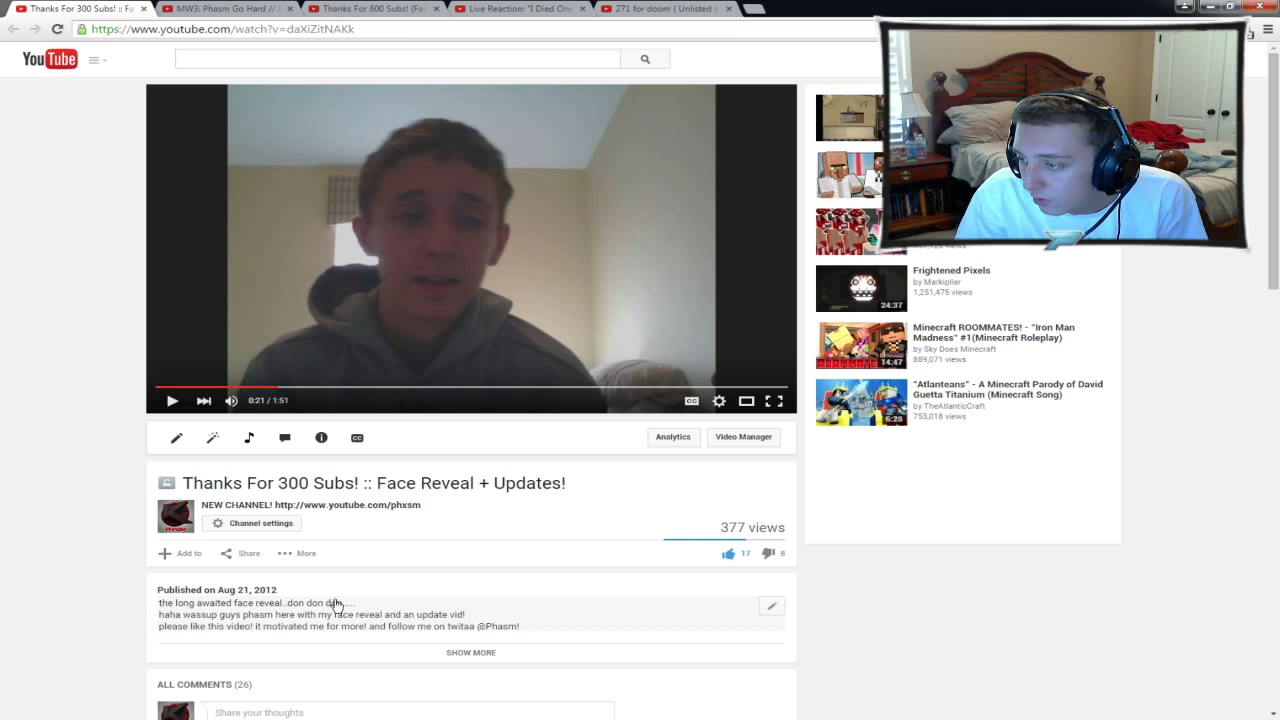 Thanks For 300 Subs! :: Fa
MW3: Phasm Go Hard //
Thanks For 600 Subs! (Fac
Live Reaction: "I Died One
271 for doom ( Unlisted )
https://www.youtube.com/watch?v=daXiZitNAKk
YouTube
Frightened Pixels
by Markiplier
1,251,475 views
24:37
Minecraft ROOMMATES! - "Iron Man
Madness" #1(Minecraft Roleplay)
by Sky Does Minecraft
889,071 views
14:47
"Atlanteans" - A Minecraft Parody of David
Guetta Titanium (Minecraft Song)
by TheAtlanticCraft
753,018 views
6:28
0:21 / 1:51
CC
CC
Analytics
Video Manager
Thanks For 300 Subs! :: Face Reveal + Updates!
NEW CHANNEL! http://www.youtube.com/phxsm
Channel settings
377 views
Add to
Share
More
17
8
Published on Aug 21, 2012
the long awaited face reveal..don don
haha wassup guys phasm here with my face reveal and an update vid!
please like this video! it motivated me for more! and follow me on twitaa @Phasm!
SHOW MORE
ALL COMMENTS (26)
Share your thoughts